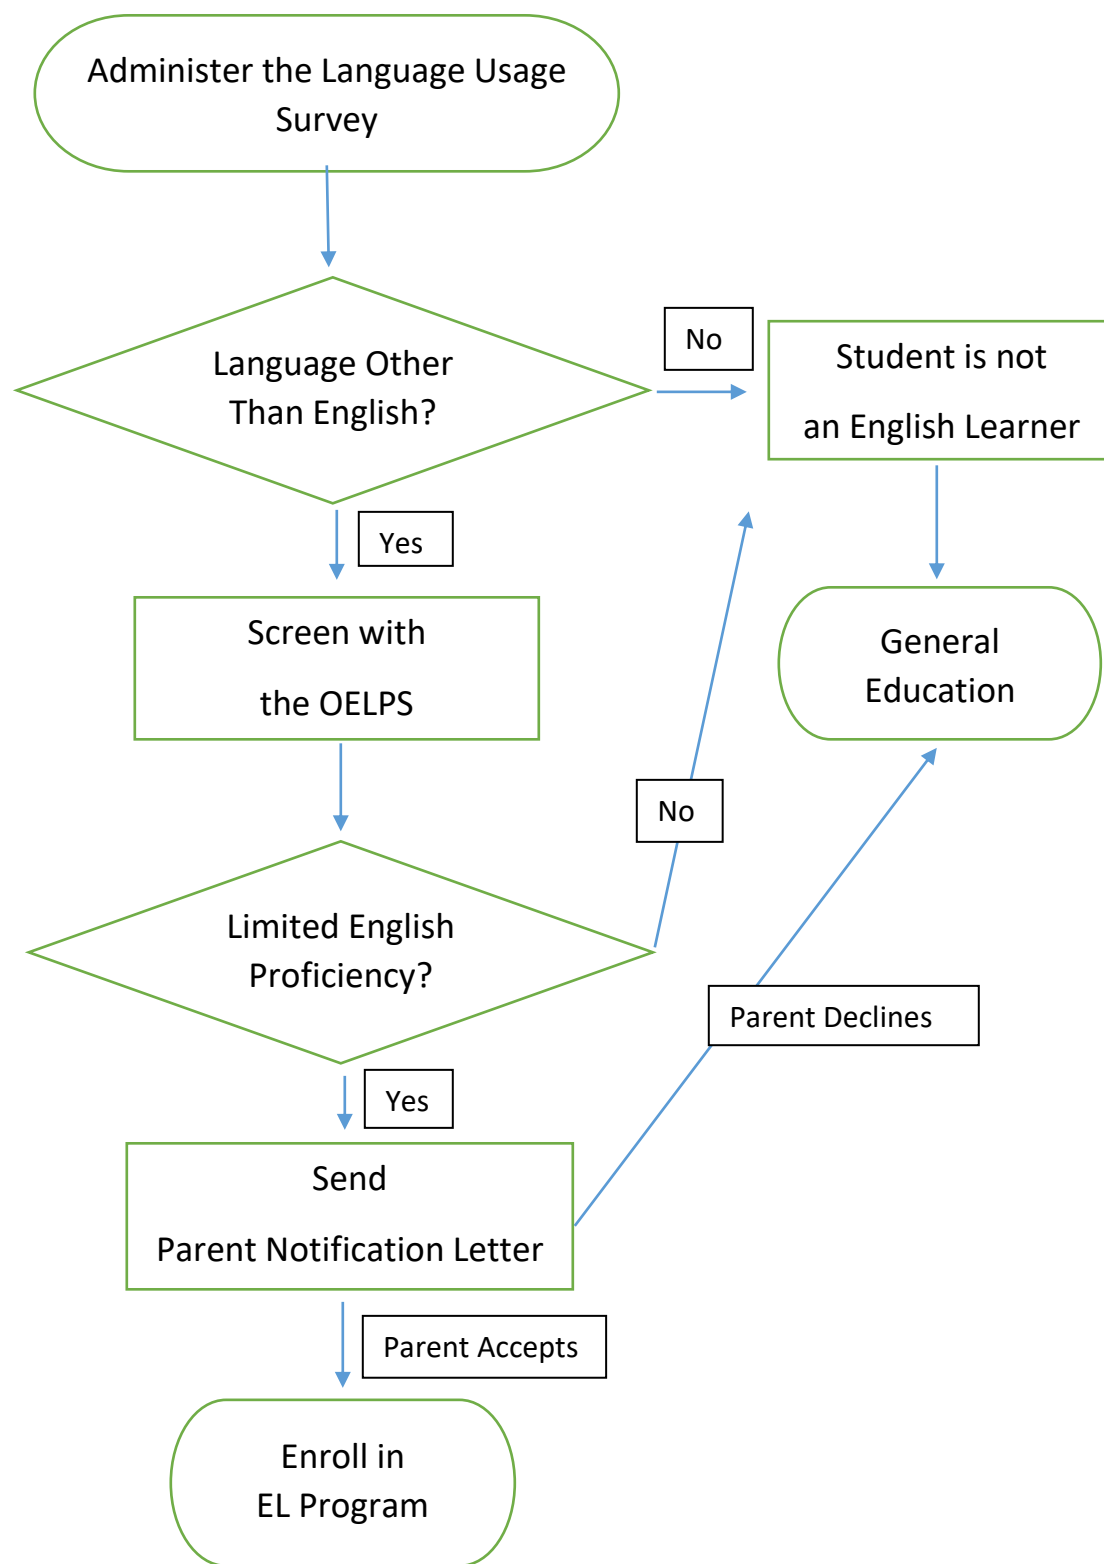 Administer the Language Usage
Survey
Language Other
Than English?
No
Student is not
an English Learner
Yes
Screen with
the OELPS
General
Education
No
Limited English
Proficiency?
Parent Declines
Yes
Send
Parent Notification Letter
Parent Accepts
Enroll in
EL Program